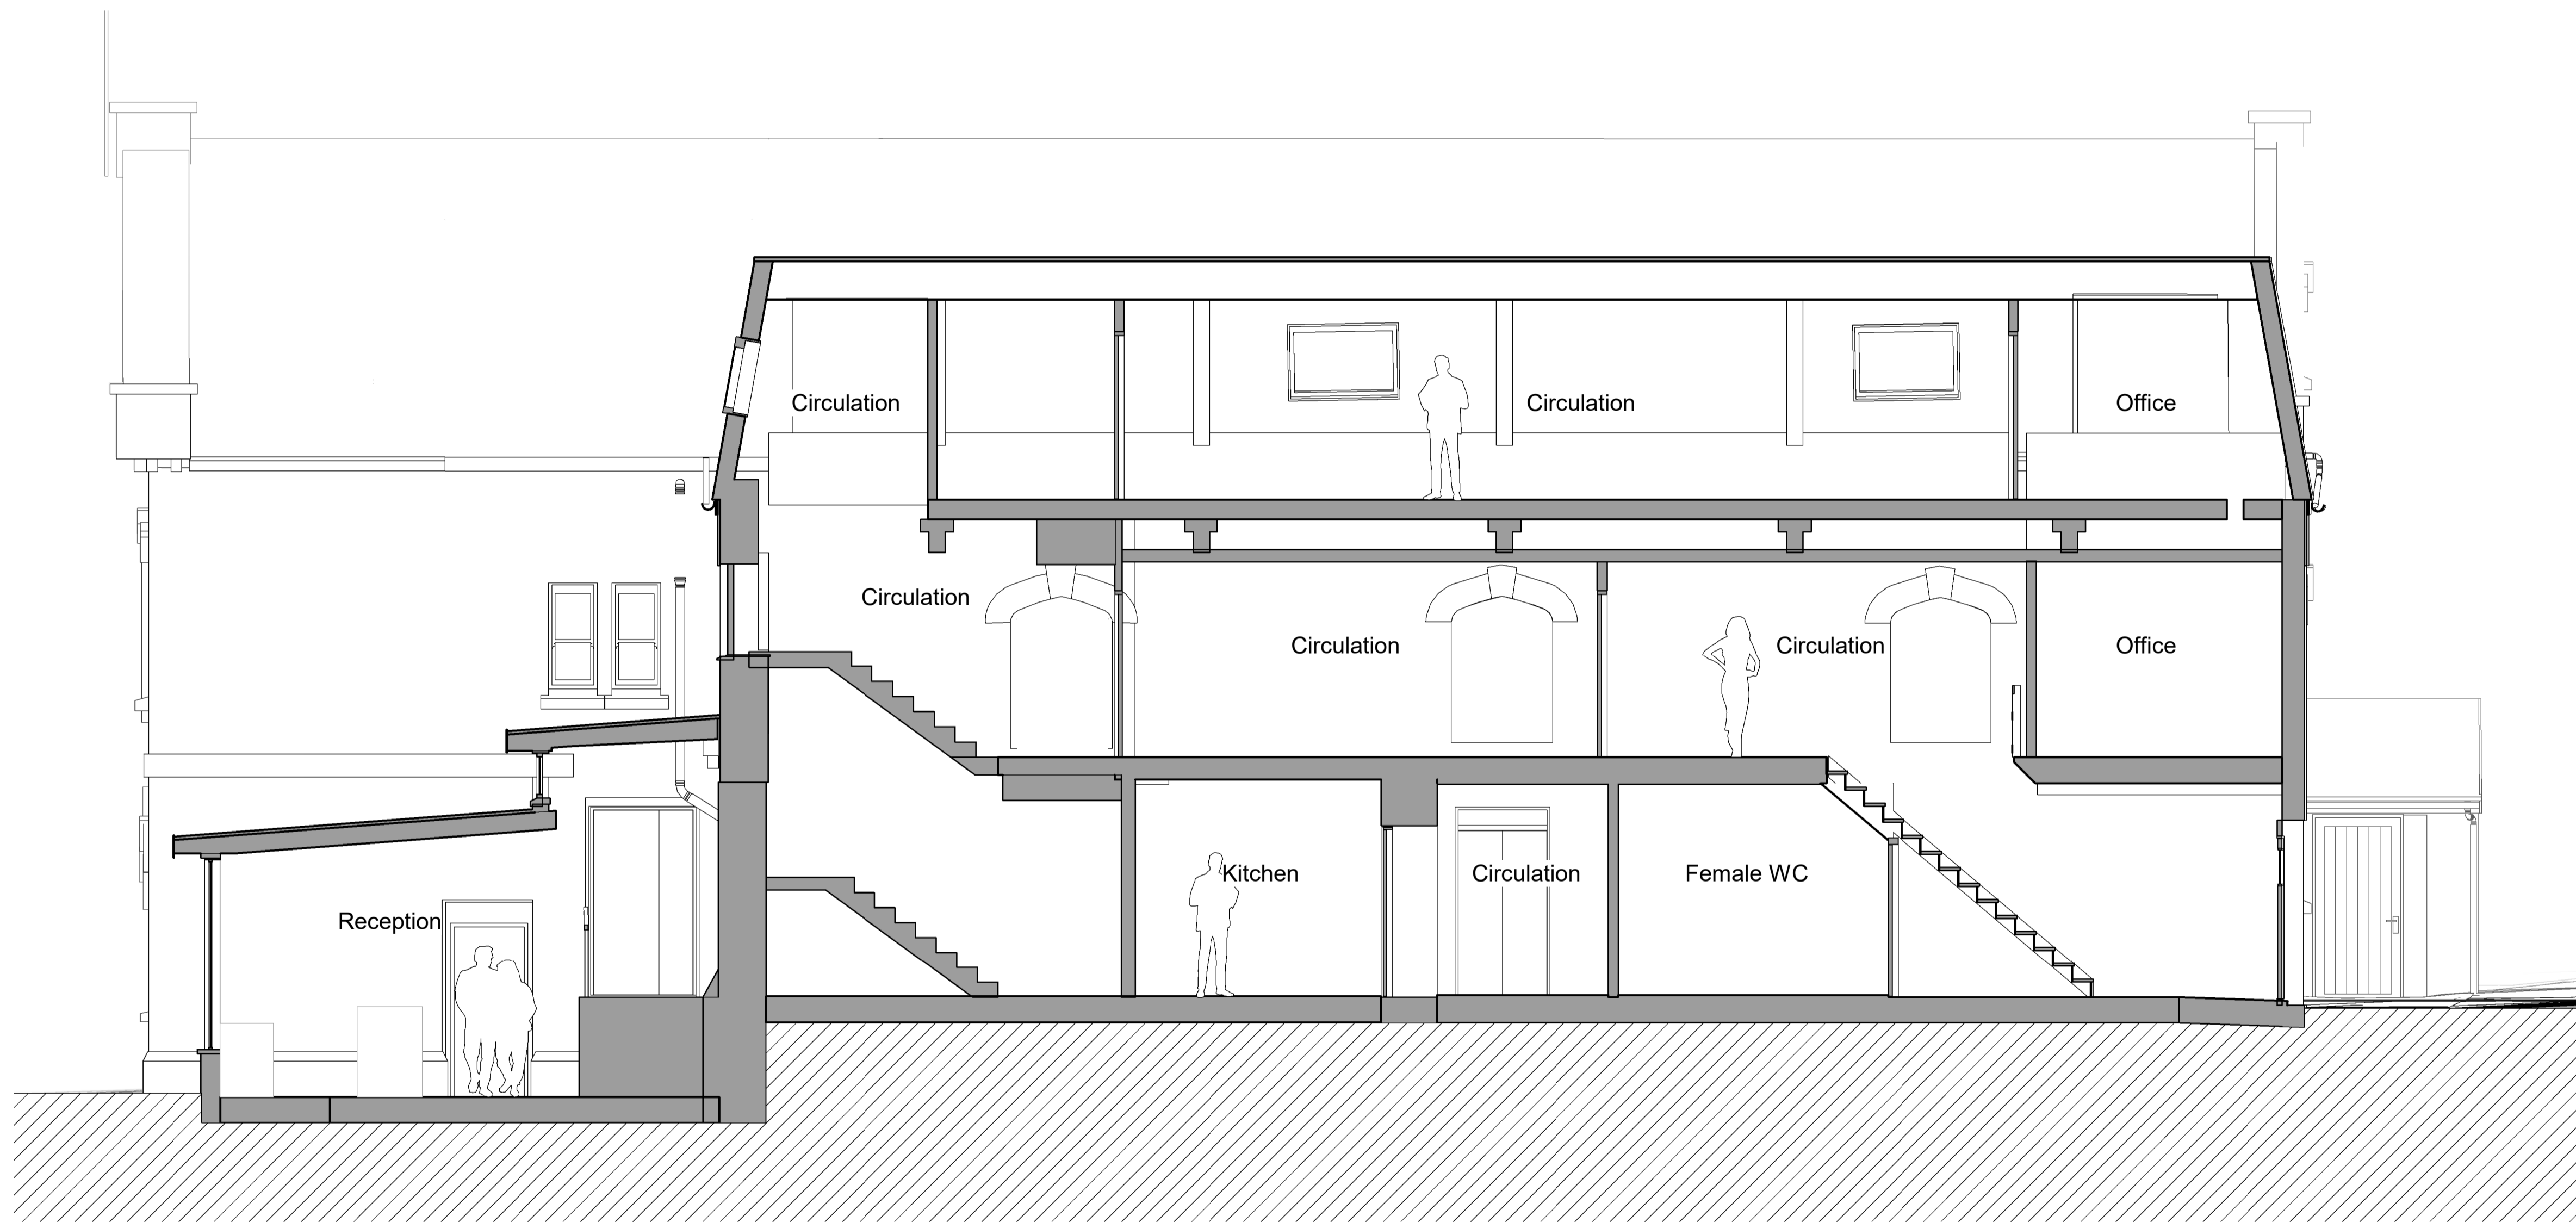 Circulation
Circulation
Office
Circulation
Circulation
Circulation
Office
Kitchen
Circulation
Female WC
Reception